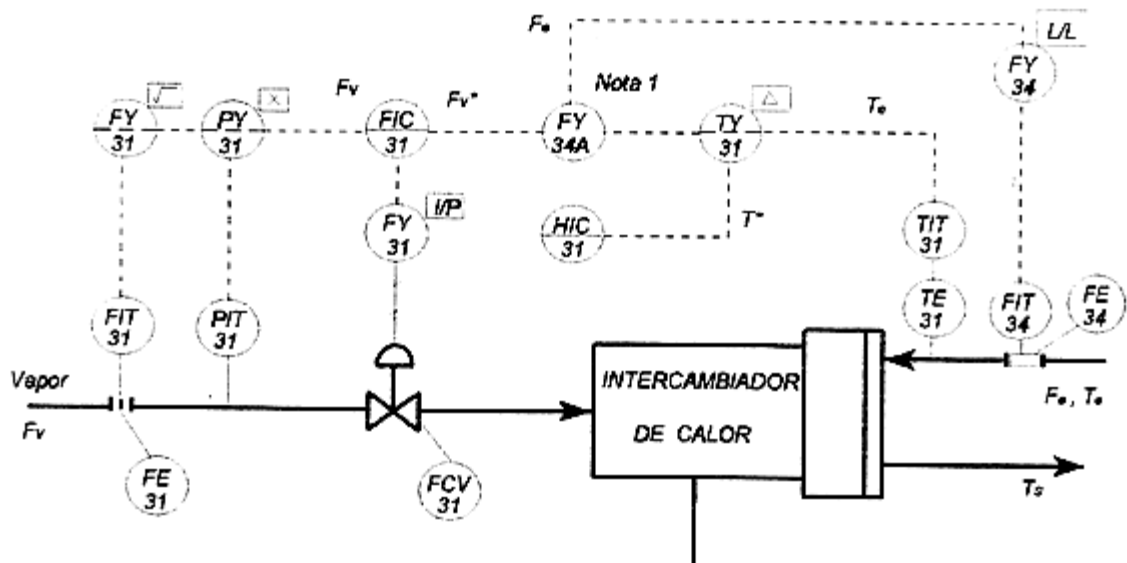 Fe
L/L
FY
34
Nota 1
FY
31
√
PY
31
×
Fv
FIC
31
Fv*
FY
34A
TY
31
△
Te
FY
31
I/P
HIC
31
T*
TIT
31
FIT
31
PIT
31
TE
31
FIT
34
FE
34
Vapor
Fv
INTERCAMBIADOR
DE CALOR
Fe, Te
FE
31
FCV
31
Ts